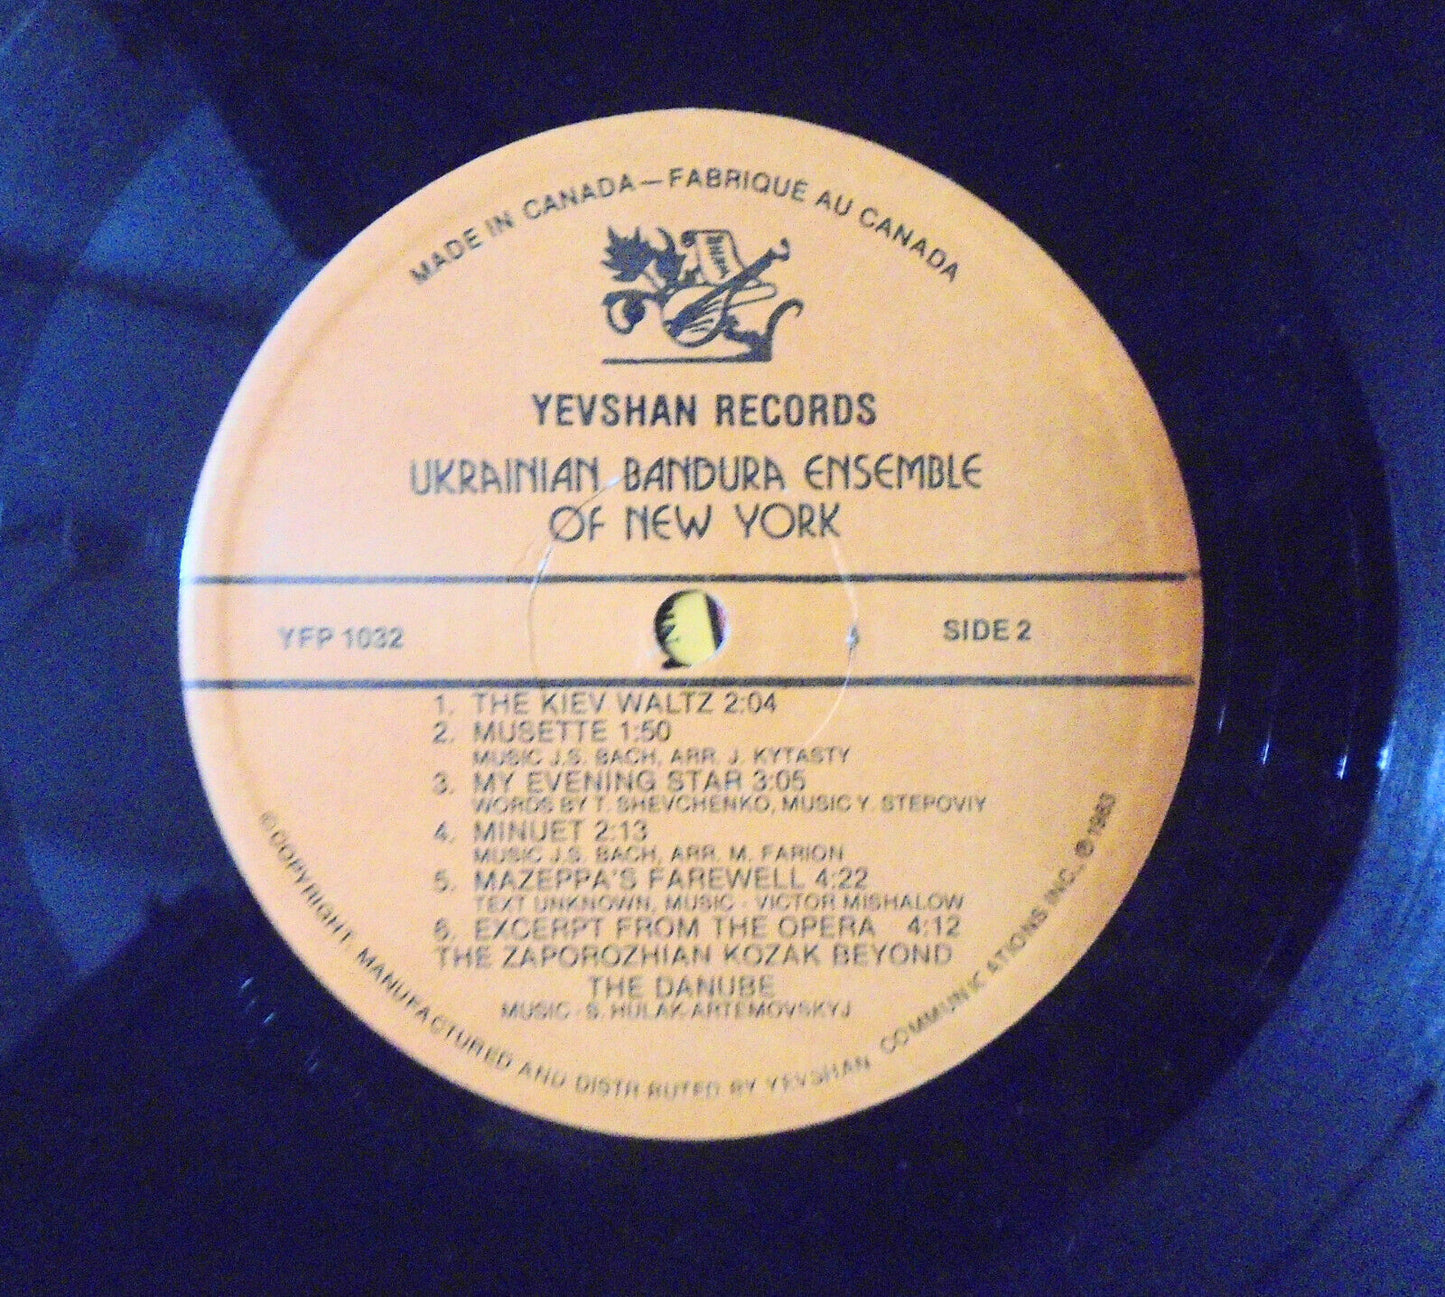 MADE IN CANADA — FABRIQUÉ AU CANADA
YEVSHAN RECORDS
UKRAINIAN BANDURA ENSEMBLE
OF NEW YORK
YFP 1032
SIDE 2
1. THE KIEV WALTZ 2:04
2. MUSETTE 1:50
MUSIC J.S. BACH, ARR. J. KYTASTY
3. MY EVENING STAR 3:05
WORDS BY T. SHEVCHENKO, MUSIC Y. STEPOVIY
4. MINUET 2:13
MUSIC J.S. BACH, ARR. M. FARION
5. MAZEPPA'S FAREWELL 4:22
TEXT UNKNOWN, MUSIC - VICTOR MISHALOW
6. EXCERPT FROM THE OPERA 4:12
THE ZAPOROZHIAN KOZAK BEYOND
THE DANUBE
MUSIC - S. HULAK-ARTEMOVSKYJ
©COPYRIGHT, MANUFACTURED AND DISTRIBUTED BY YEVSHAN COMMUNICATIONS INC., ℗ 1983